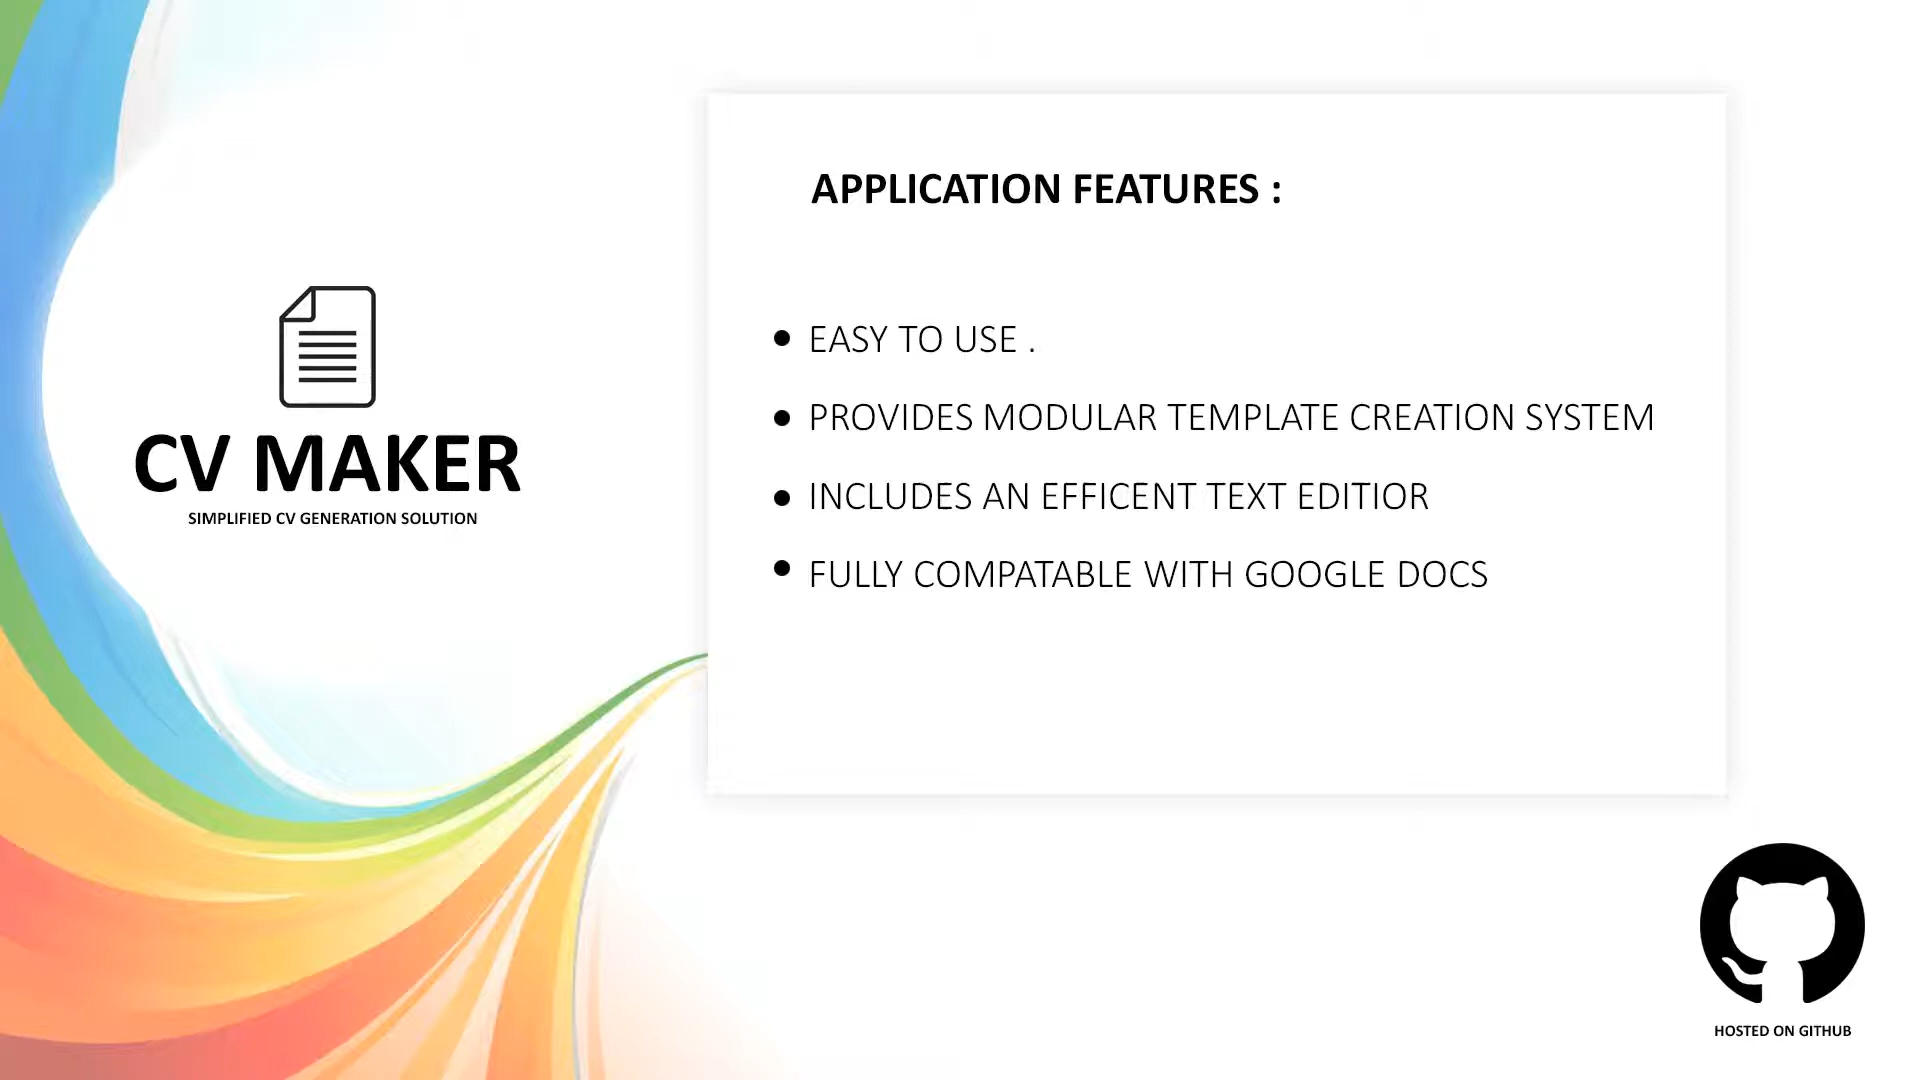 CV MAKER
SIMPLIFIED CV GENERATION SOLUTION
APPLICATION FEATURES :
• EASY TO USE .
• PROVIDES MODULAR TEMPLATE CREATION SYSTEM
• INCLUDES AN EFFICENT TEXT EDITIOR
• FULLY COMPATABLE WITH GOOGLE DOCS
HOSTED ON GITHUB